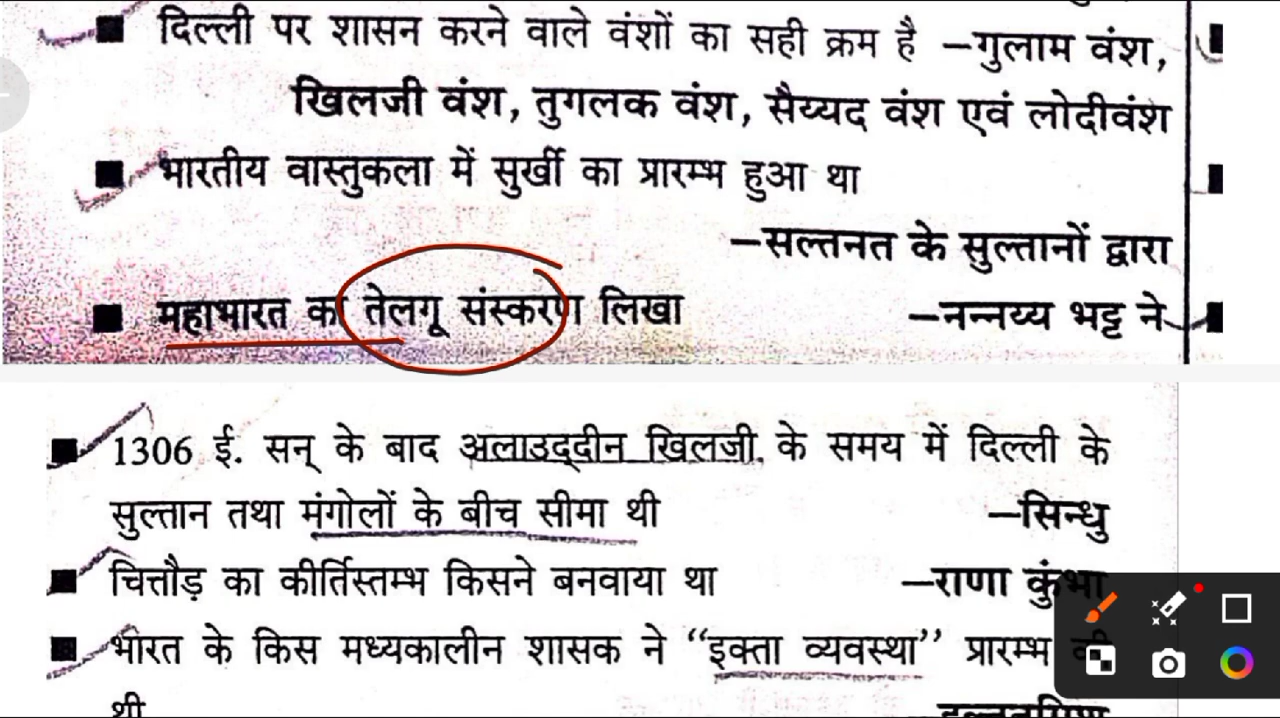 ■ दिल्ली पर शासन करने वाले वंशों का सही क्रम है –गुलाम वंश,
खिलजी वंश, तुगलक वंश, सैय्यद वंश एवं लोदीवंश
■ भारतीय वास्तुकला में सुर्खी का प्रारम्भ हुआ था
–सल्तनत के सुल्तानों द्वारा
■ महाभारत का तेलगू संस्करण लिखा –नन्नय्य भट्ट ने
■ 1306 ई. सन् के बाद अलाउद्दीन खिलजी के समय में दिल्ली के
सुल्तान तथा मंगोलों के बीच सीमा थी –सिन्धु
■ चित्तौड़ का कीर्तिस्तम्भ किसने बनवाया था –राणा कुंभा
■ भारत के किस मध्यकालीन शासक ने “इक्ता व्यवस्था” प्रारम्भ की
थी